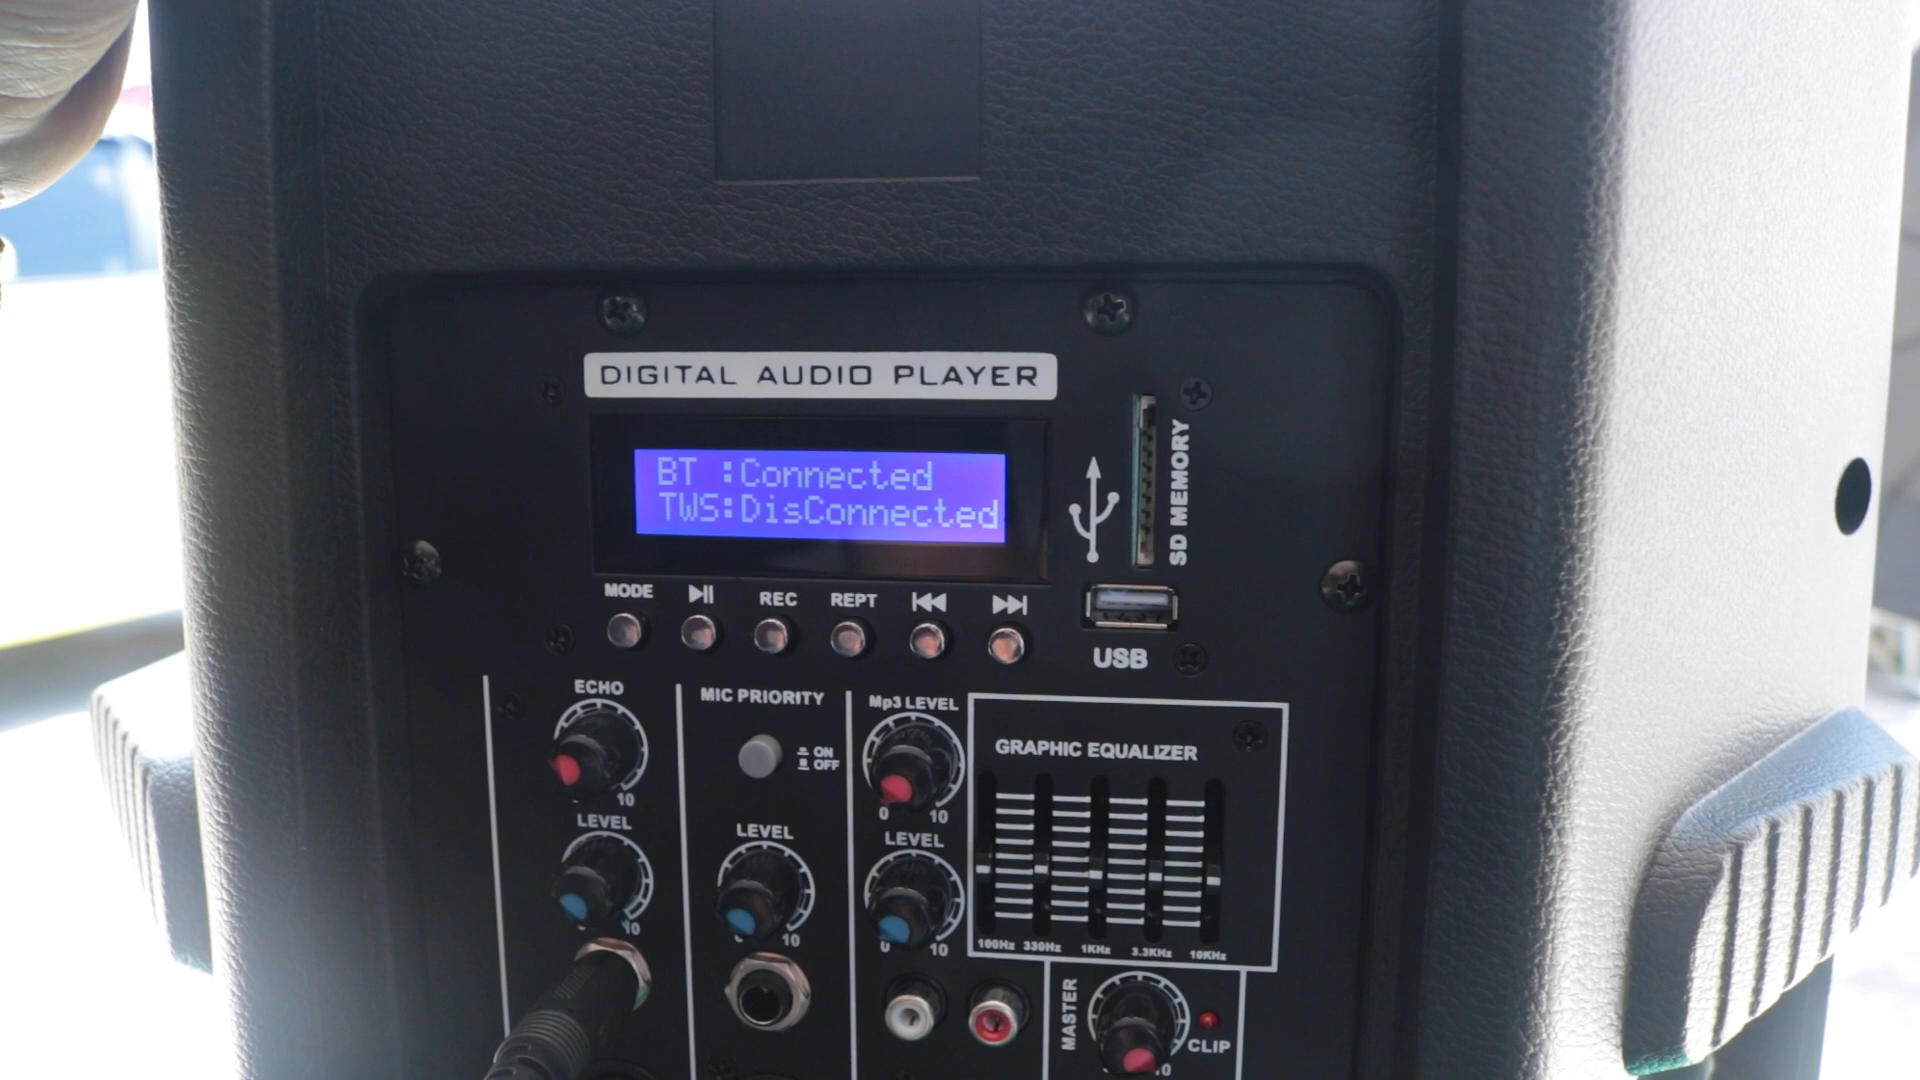 DIGITAL AUDIO PLAYER
BT :Connected
TWS:DisConnected
SD MEMORY
MODE
REC
REPT
USB
ECHO
10
LEVEL
10
MIC PRIORITY
ON
OFF
LEVEL
10
Mp3 LEVEL
0
10
LEVEL
0
10
GRAPHIC EQUALIZER
100Hz 330Hz 1KHz 3.3KHz 10KHz
MASTER
10
CLIP